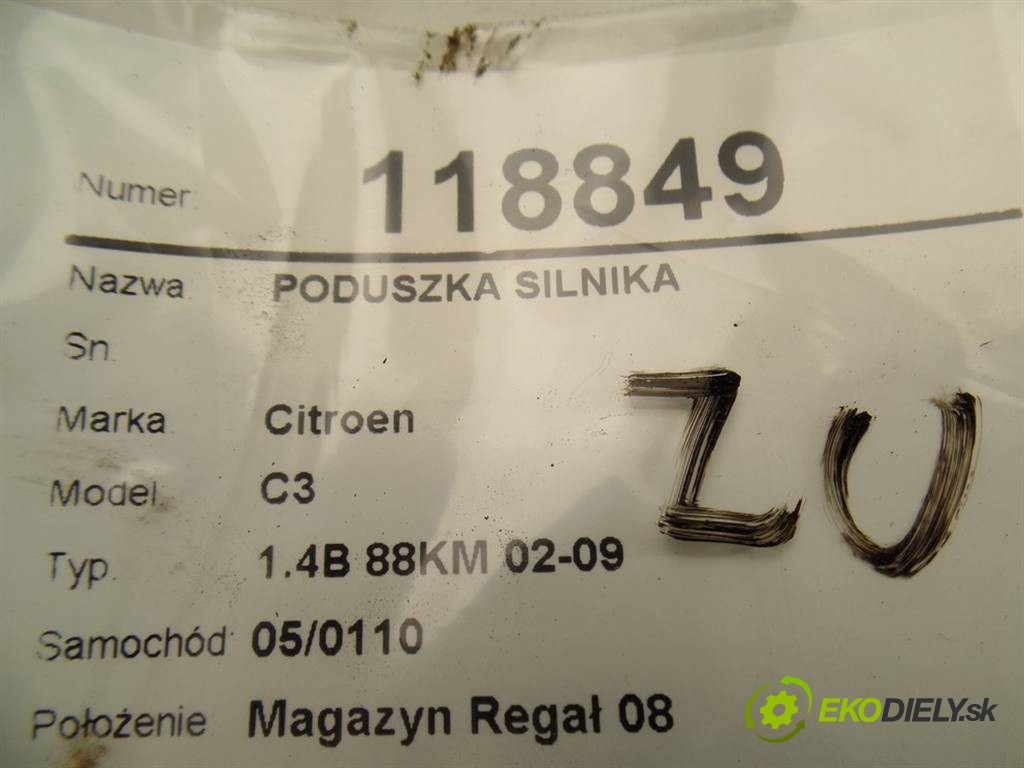 Numer. 118849
Nazwa PODUSZKA SILNIKA
Sn.
Marka Citroen
Model. C3
Typ. 1.4B 88KM 02-09
Samochód 05/0110
Położenie Magazyn Regał 08
ZU
EKODIELY.sk